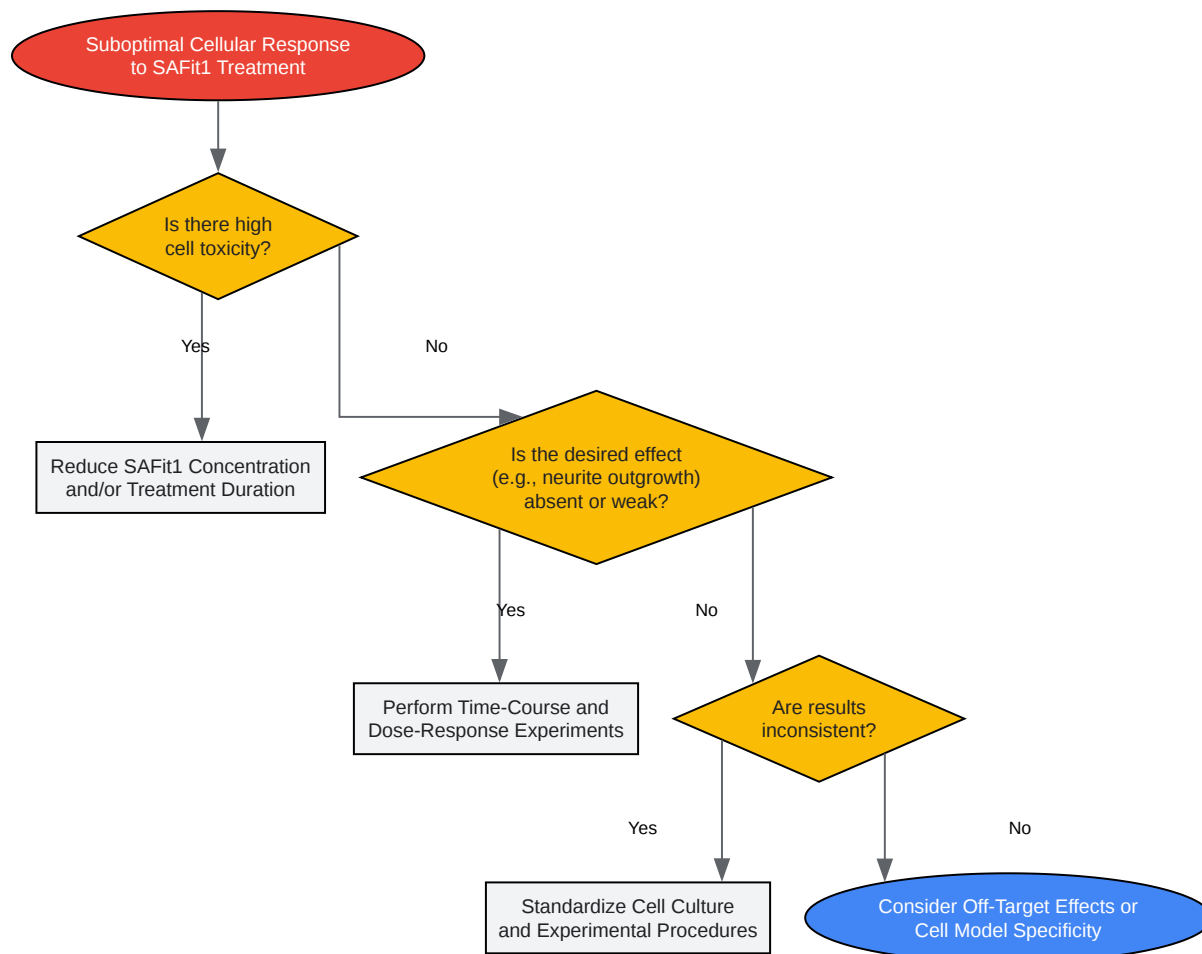 Suboptimal Cellular Response
to SAFit1 Treatment
Is there high
cell toxicity?
Yes
No
Reduce SAFit1 Concentration
and/or Treatment Duration
Is the desired effect
(e.g., neurite outgrowth)
absent or weak?
Yes
No
Perform Time-Course and
Dose-Response Experiments
Are results
inconsistent?
Yes
No
Standardize Cell Culture
and Experimental Procedures
Consider Off-Target Effects or
Cell Model Specificity